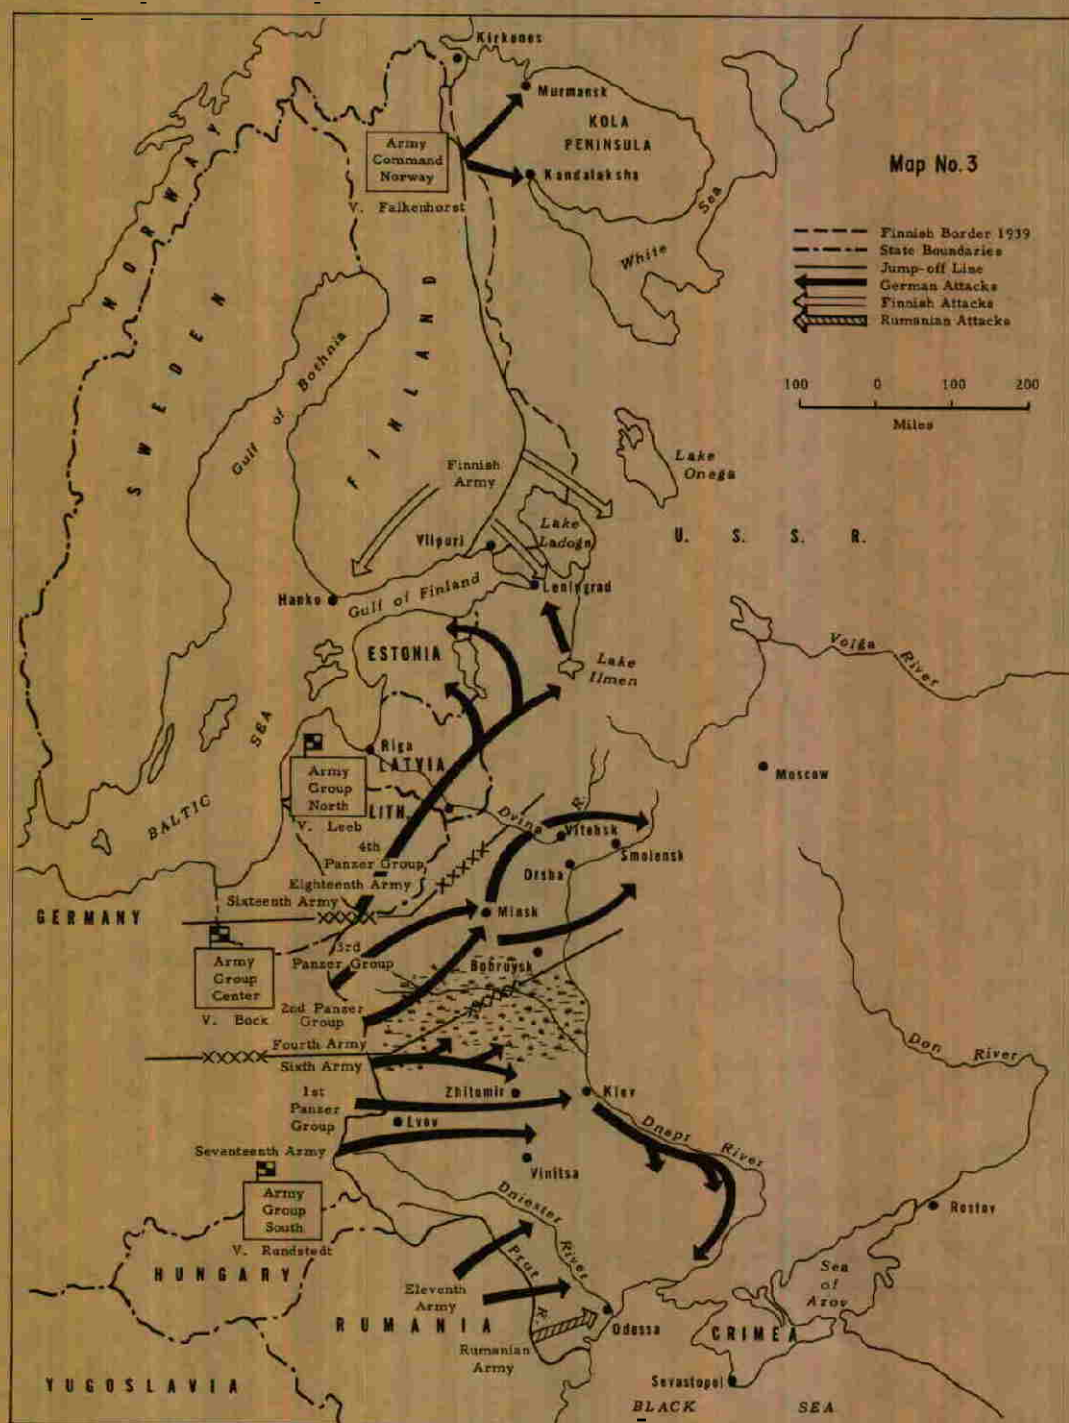 Kirkenes
Murmansk
KOLA
PENINSULA
Army
Command
Norway
V. Falkenhorst
Kandalaksha
Map No. 3
White Sea
Finnish Border 1939
State Boundaries
Jump-off Line
German Attacks
Finnish Attacks
Rumanian Attacks
100 0 100 200
Miles
NORWAY
SWEDEN
Gulf of Bothnia
FINLAND
Finnish
Army
Lake
Onega
Lake
Ladoga
Viipuri
U. S. S. R.
Hanko
Gulf of Finland
Leningrad
ESTONIA
Lake
Ilmen
Volga River
BALTIC SEA
Riga
LATVIA
Moscow
Army
Group
North
V. Leeb
LITH.
Dvina R.
Vitebsk
Smolensk
Orsha
4th
Panzer Group
Eighteenth Army
Sixteenth Army
GERMANY
Minsk
Army
Group
Center
V. Bock
3rd
Panzer Group
Bobruysk
2nd Panzer
Group
Fourth Army
Sixth Army
Don River
1st
Panzer
Group
Zhitomir
Kiev
Lvov
Dnepr River
Seventeenth Army
Vinitsa
Army
Group
South
V. Rundstedt
Dniester River
Rostov
HUNGARY
Prut R.
Sea
of
Azov
Eleventh
Army
RUMANIA
Odessa
CRIMEA
Rumanian
Army
YUGOSLAVIA
Sevastopol
BLACK SEA